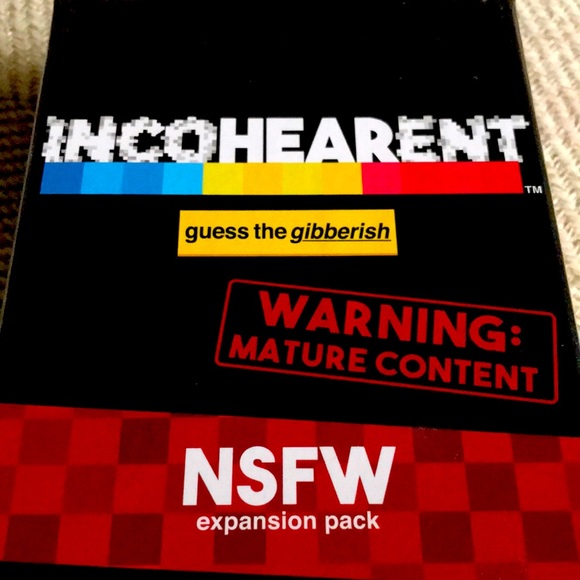 INCOHEARENT
TM
guess the gibberish
WARNING:
MATURE CONTENT
NSFW
expansion pack